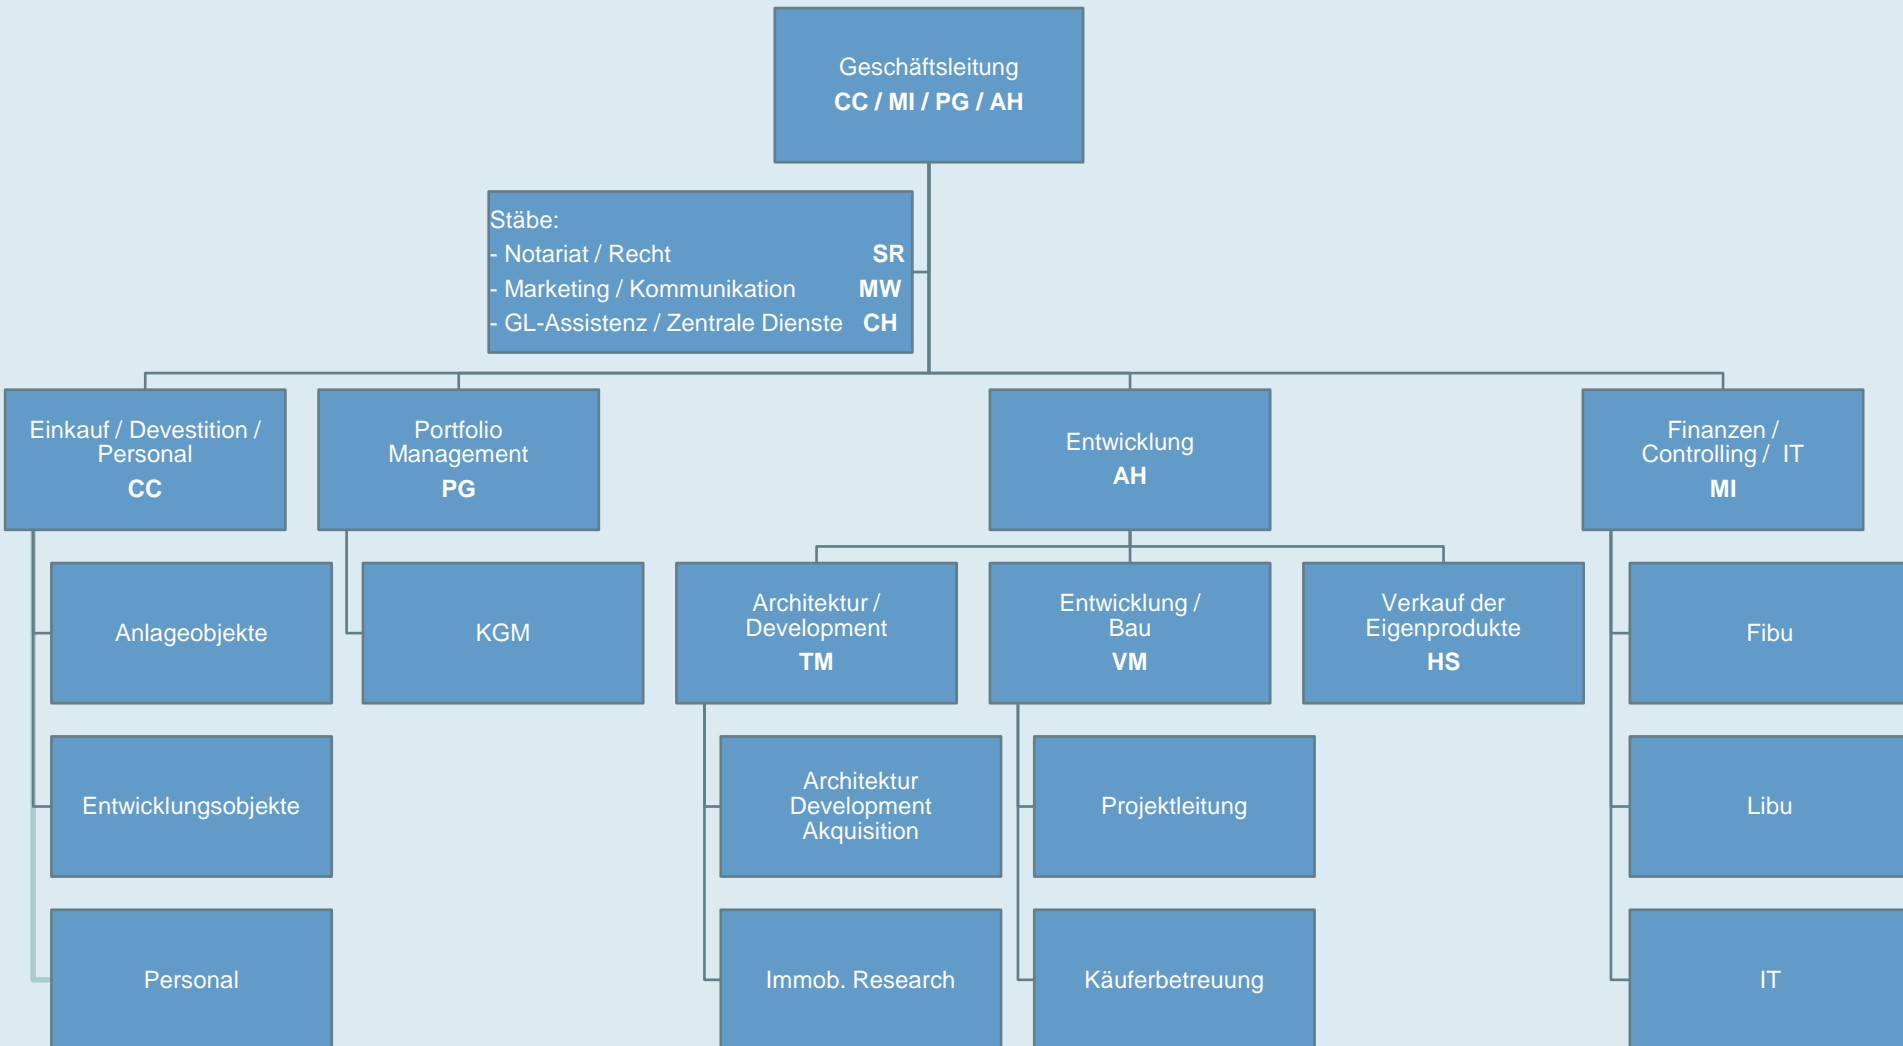 Geschäftsleitung
CC / MI / PG / AH
Stäbe:
- Notariat / Recht SR
- Marketing / Kommunikation MW
- GL-Assistenz / Zentrale Dienste CH
Einkauf / Devestition /
Personal
CC
Portfolio
Management
PG
Entwicklung
AH
Finanzen /
Controlling / IT
MI
Anlageobjekte
KGM
Architektur /
Development
TM
Entwicklung /
Bau
VM
Verkauf der
Eigenprodukte
HS
Fibu
Entwicklungsobjekte
Architektur
Development
Akquisition
Projektleitung
Libu
Personal
Immob. Research
Käuferbetreuung
IT